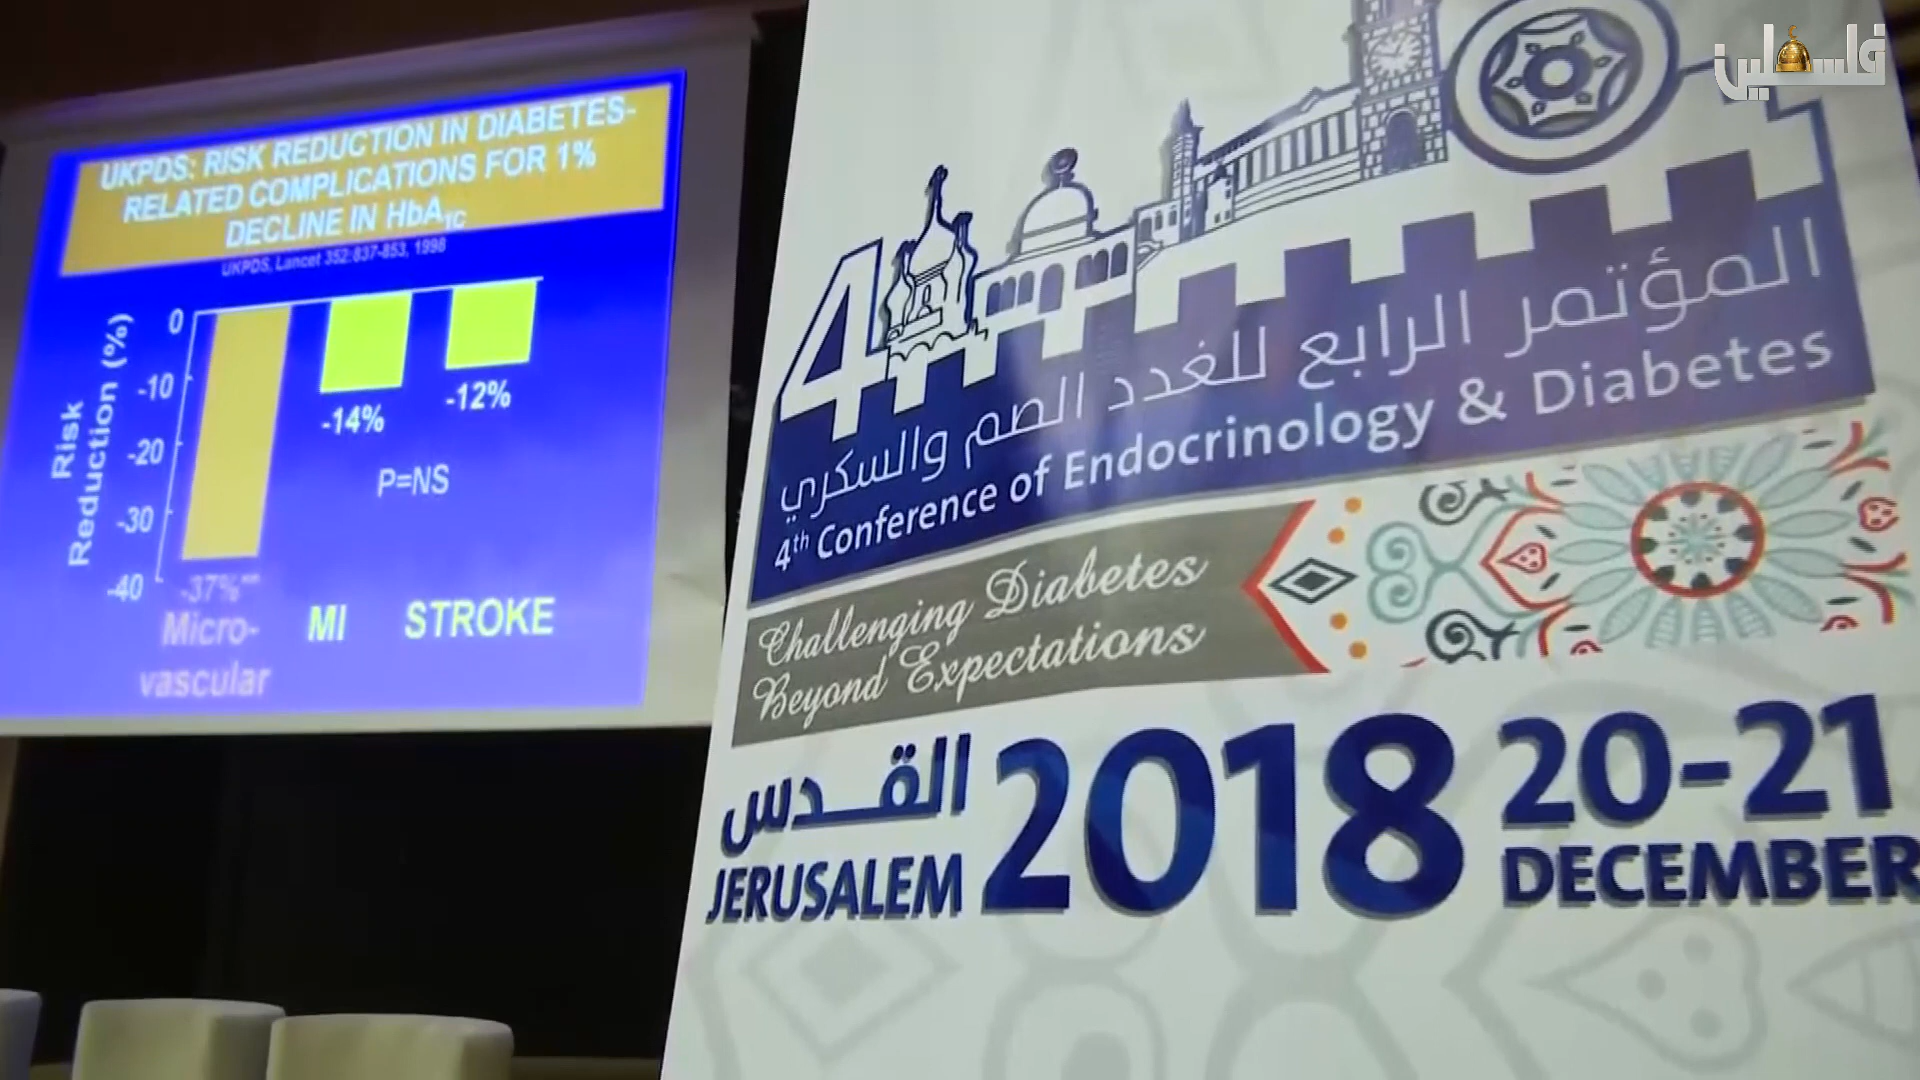 فلسطين
UKPDS: RISK REDUCTION IN DIABETES-
RELATED COMPLICATIONS FOR 1%
DECLINE IN HbA1C
UKPDS, Lancet 352:837-853, 1998
Risk
Reduction (%)
0
-10
-20
-30
-40
-37%**
-14%
-12%
P=NS
Micro-
vascular
MI
STROKE
4
المؤتمر الرابع للغدد الصم والسكري
4th Conference of Endocrinology & Diabetes
Challenging Diabetes
Beyond Expectations
القدس
JERUSALEM
2018
20-21
DECEMBER